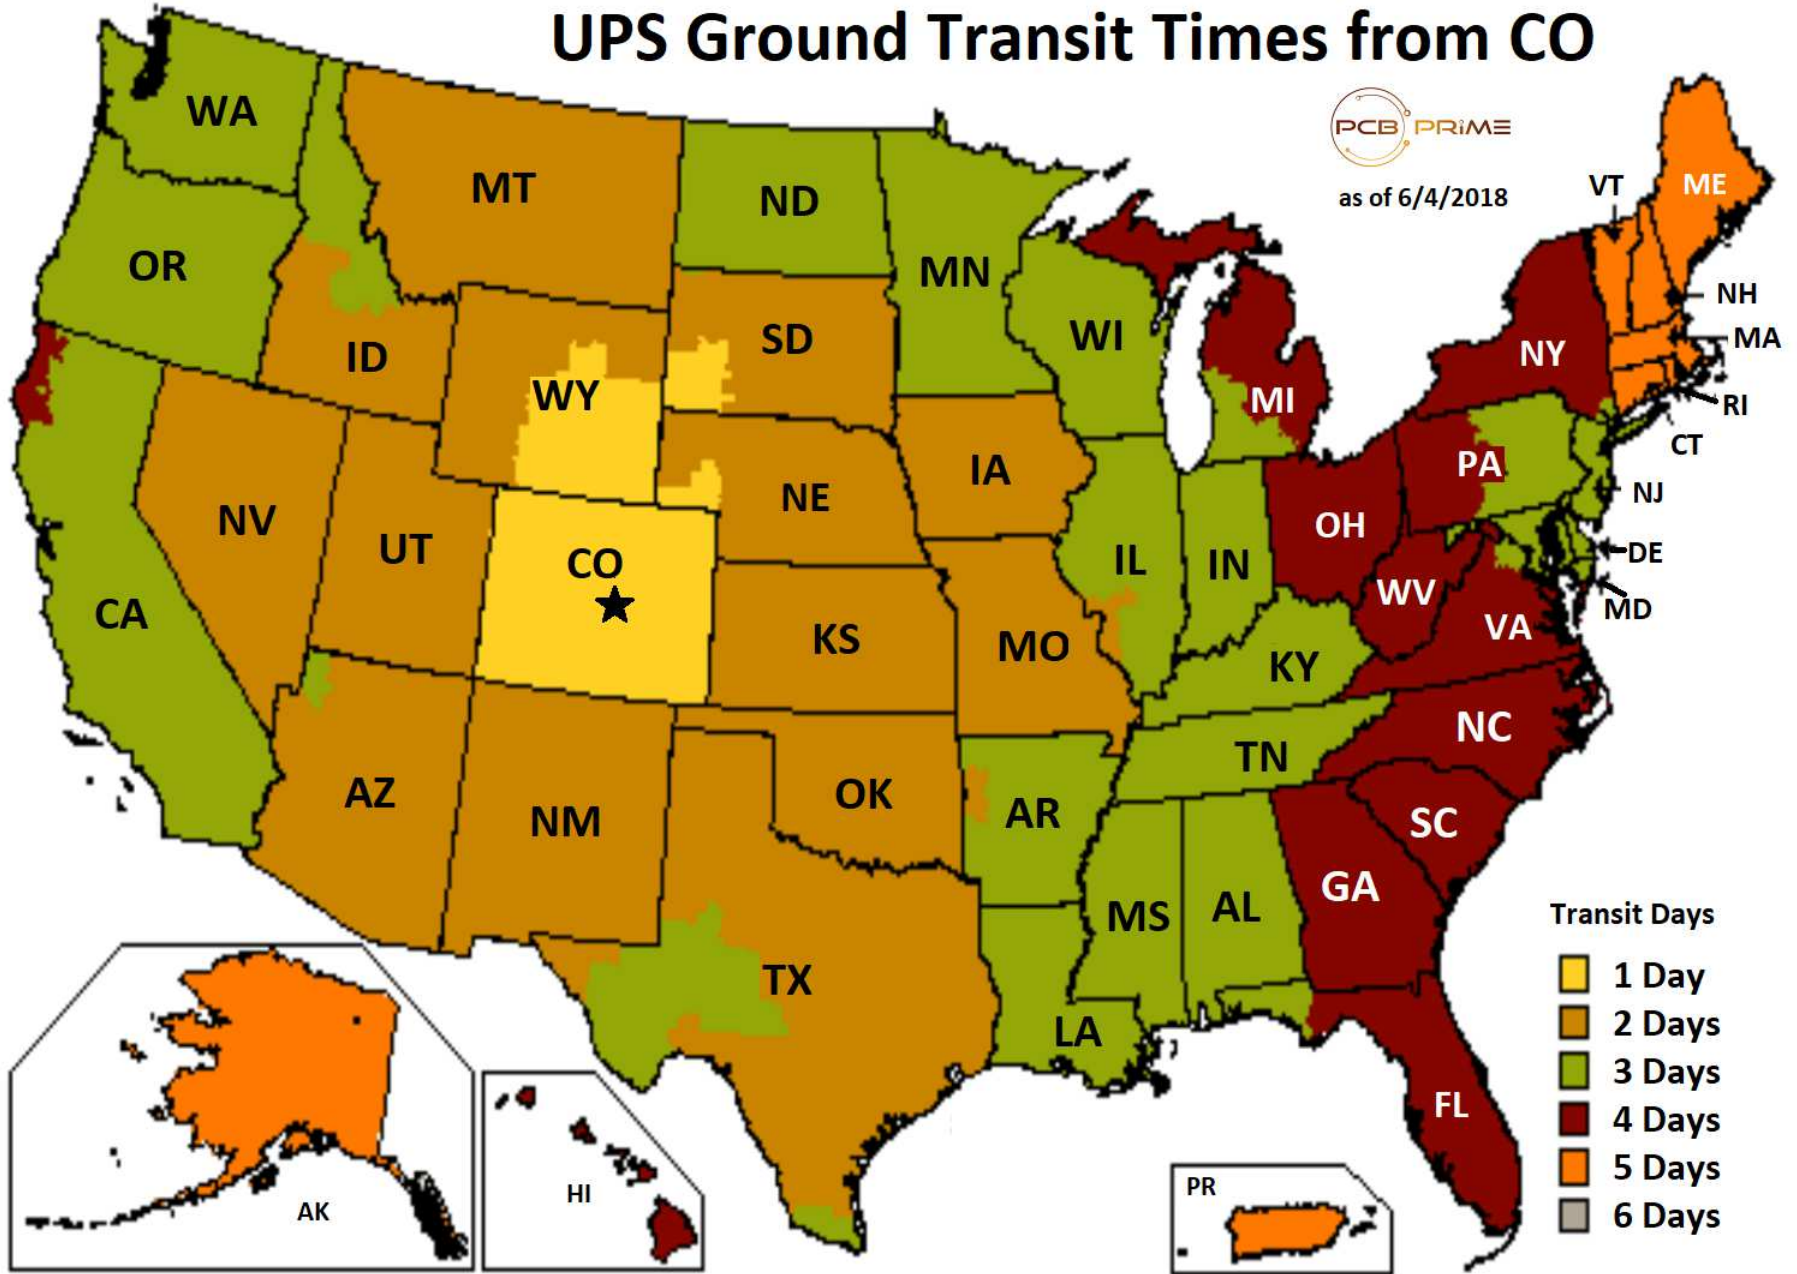 UPS Ground Transit Times from CO
PCB PRIME
as of 6/4/2018
WA
MT
ND
MN
OR
ID
WY
SD
WI
MI
NY
VT
ME
NH
MA
RI
CT
NJ
DE
MD
NV
UT
CO
NE
IA
IL
IN
OH
PA
WV
VA
CA
KS
MO
KY
NC
TN
AZ
NM
OK
AR
SC
MS
AL
GA
TX
LA
FL
AK
HI
PR
Transit Days
1 Day
2 Days
3 Days
4 Days
5 Days
6 Days